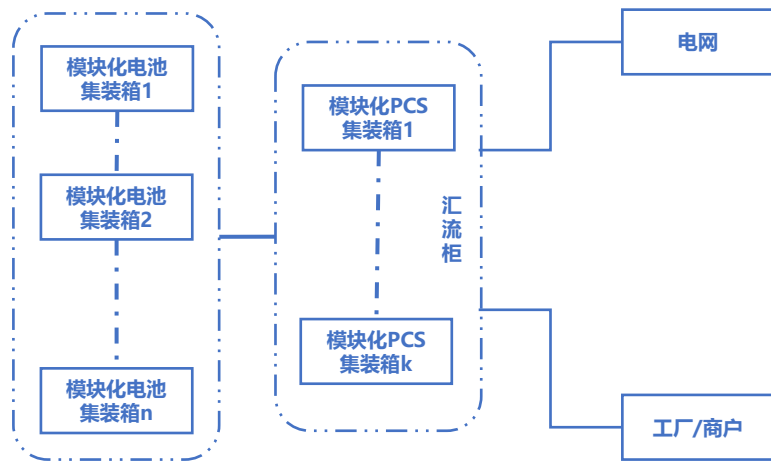 模块化电池
集装箱1
模块化电池
集装箱2
模块化电池
集装箱n
模块化PCS
集装箱1
模块化PCS
集装箱k
汇
流
柜
电网
工厂/商户